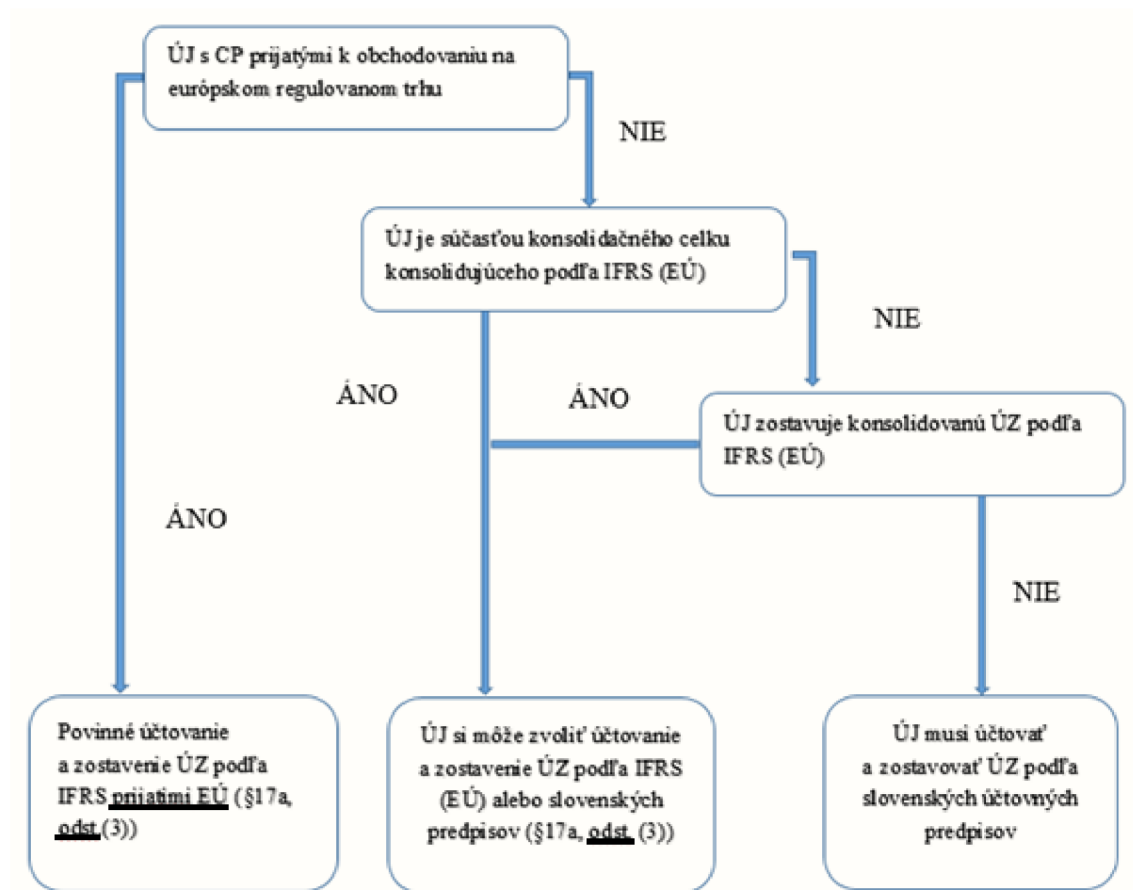 ÚJ s CP prijatými k obchodovaniu na
európskom regulovanom trhu
NIE
ÚJ je súčasťou konsolidačného celku
konsolidujúceho podľa IFRS (EÚ)
NIE
ÁNO
ÁNO
ÚJ zostavuje konsolidovanú ÚZ podľa
IFRS (EÚ)
ÁNO
NIE
Povinné účtovanie
a zostavenie ÚZ podľa
IFRS prijatimi EÚ (§17a,
odst.(3))
ÚJ si môže zvoliť účtovanie
a zostavenie ÚZ podľa IFRS
(EÚ) alebo slovenských
predpisov (§17a, odst. (3))
ÚJ musí účtovať
a zostavovať ÚZ podľa
slovenských účtovných
predpisov